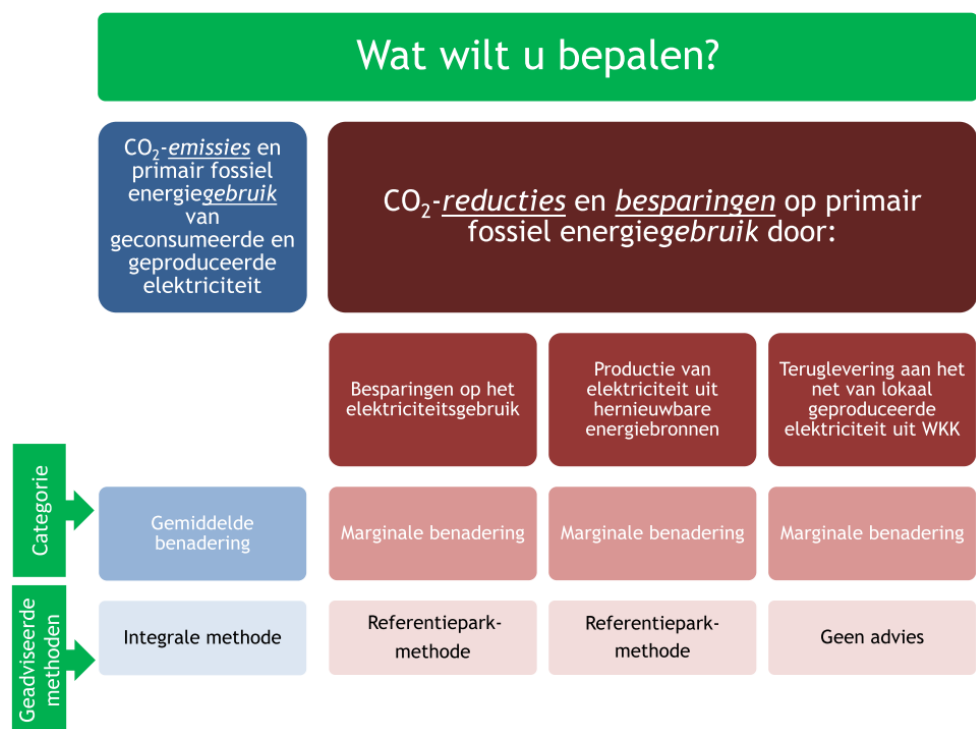 Wat wilt u bepalen?
CO₂-emissies en
primair fossiel
energiegebruik
van
geconsumeerde en
geproduceerde
elektriciteit
CO₂-reducties en besparingen op primair
fossiel energiegebruik door:
Besparingen op het
elektriciteitsgebruik
Productie van
elektriciteit uit
hernieuwbare
energiebronnen
Teruglevering aan het
net van lokaal
geproduceerde
elektriciteit uit WKK
Categorie
Gemiddelde
benadering
Marginale benadering
Marginale benadering
Marginale benadering
Geadviseerde
methoden
Integrale methode
Referentiepark-
methode
Referentiepark-
methode
Geen advies